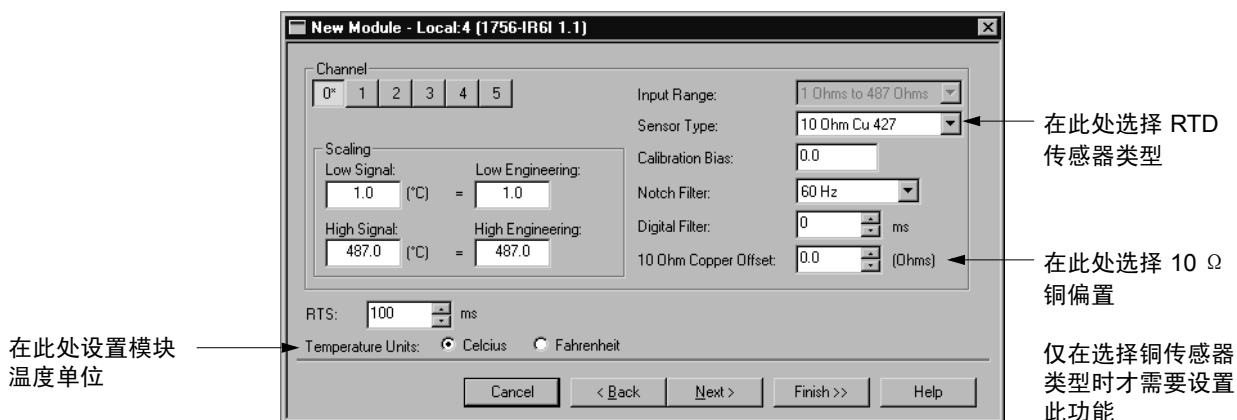 New Module - Local:4 (1756-IR6I 1.1)
Channel
0* 1 2 3 4 5
Input Range: 1 Ohms to 487 Ohms
Sensor Type: 10 Ohm Cu 427
在此处选择 RTD
传感器类型
Scaling
Low Signal: Low Engineering:
1.0 (°C) = 1.0
High Signal: High Engineering:
487.0 (°C) = 487.0
Calibration Bias: 0.0
Notch Filter: 60 Hz
Digital Filter: 0 ms
10 Ohm Copper Offset: 0.0 (Ohms)
在此处选择 10 Ω
铜偏置
RTS: 100 ms
在此处设置模块
温度单位
Temperature Units: Celcius Fahrenheit
仅在选择铜传感器
类型时才需要设置
此功能
Cancel < Back Next > Finish >> Help